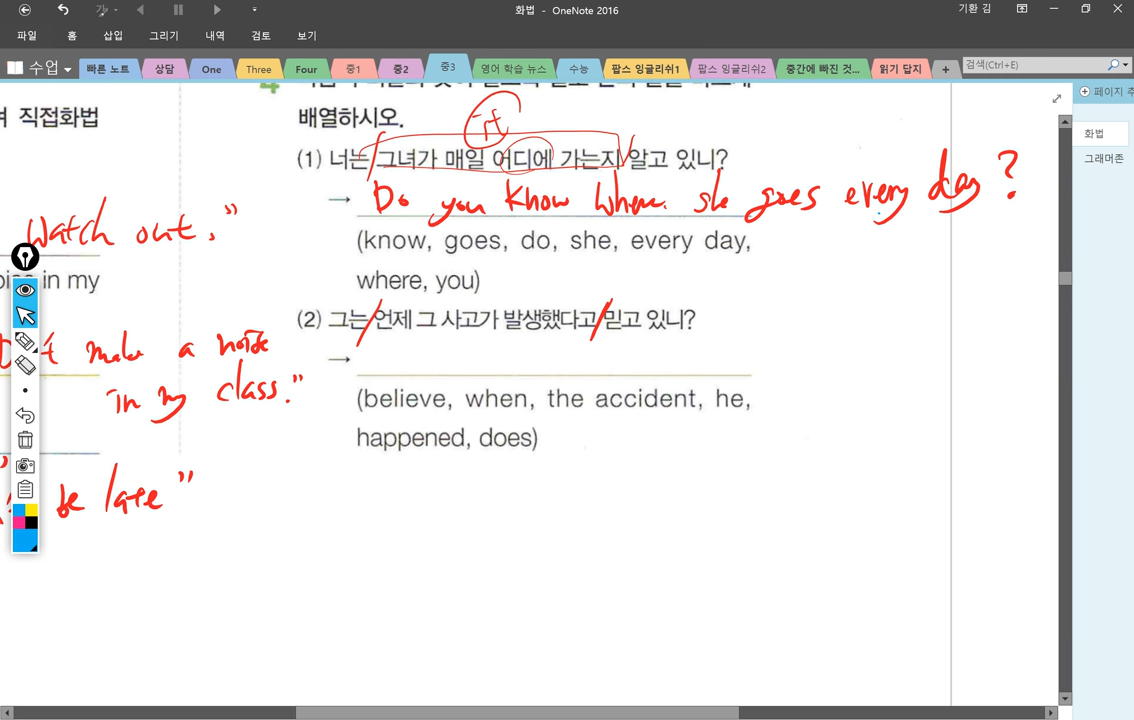 화법 - OneNote 2016
기환 김
파일 홈 삽입 그리기 내역 검토 보기
수업 빠른 노트 상담 One Three Four 중1 중2 중3 영어 학습 뉴스 수능 팝스 잉글리쉬1 팝스 잉글리쉬2 중간에 빠진 것... 읽기 답지 + 검색(Ctrl+E)
페이지 추
화법
그래머존
직접화법
배열하시오.
(1) 너는 그녀가 매일 어디에 가는지 알고 있니?
→ Do you know where she goes every day ?
(know, goes, do, she, every day,
where, you)
(2) 그는 언제 그 사고가 발생했다고 믿고 있니?
→
(believe, when, the accident, he,
happened, does)
Watch out."
in my
make a noise
in my class."
be late"